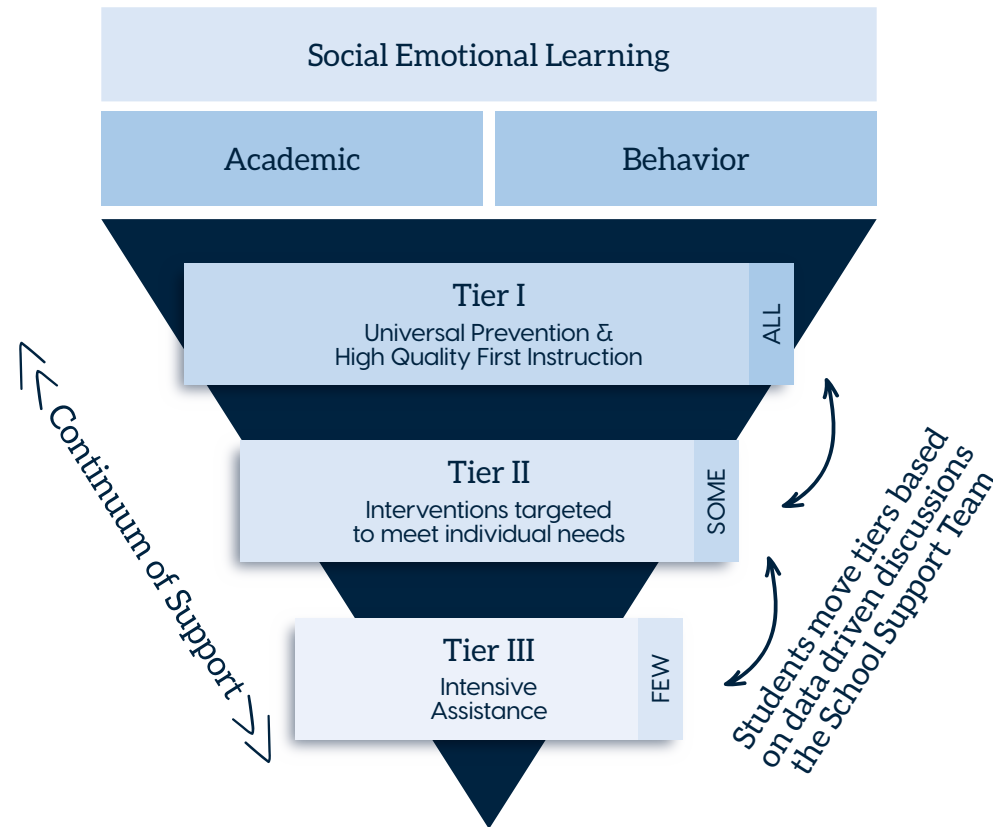 Social Emotional Learning
Academic
Behavior
Tier I
Universal Prevention &
High Quality First Instruction
ALL
Tier II
Interventions targeted
to meet individual needs
SOME
Tier III
Intensive
Assistance
FEW
Continuum of Support
Students move tiers based
on data driven discussions
the School Support Team